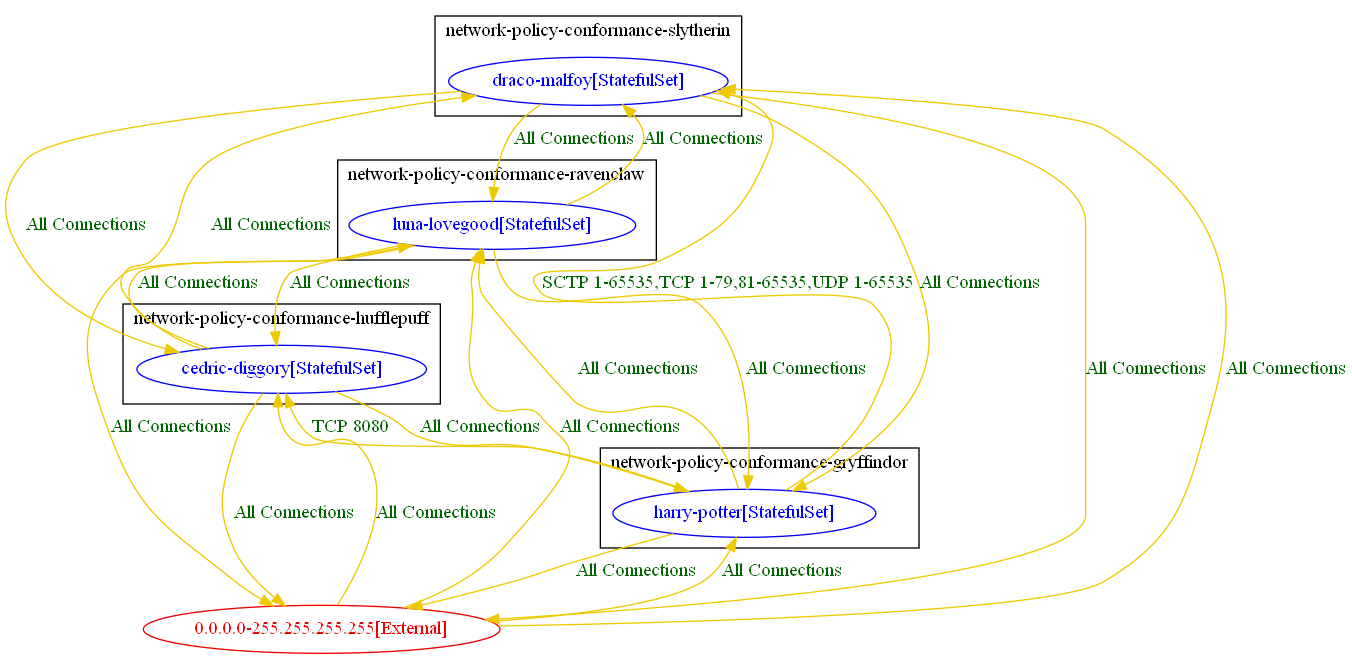 network-policy-conformance-slytherin
draco-malfoy[StatefulSet]
All Connections
All Connections
network-policy-conformance-ravenclaw
luna-lovegood[StatefulSet]
All Connections
All Connections
All Connections
All Connections
SCTP 1-65535,TCP 1-79,81-65535,UDP 1-65535
All Connections
network-policy-conformance-hufflepuff
cedric-diggory[StatefulSet]
All Connections
All Connections
All Connections
All Connections
All Connections
TCP 8080
All Connections
All Connections
network-policy-conformance-gryffindor
harry-potter[StatefulSet]
All Connections
All Connections
All Connections
All Connections
0.0.0.0-255.255.255.255[External]